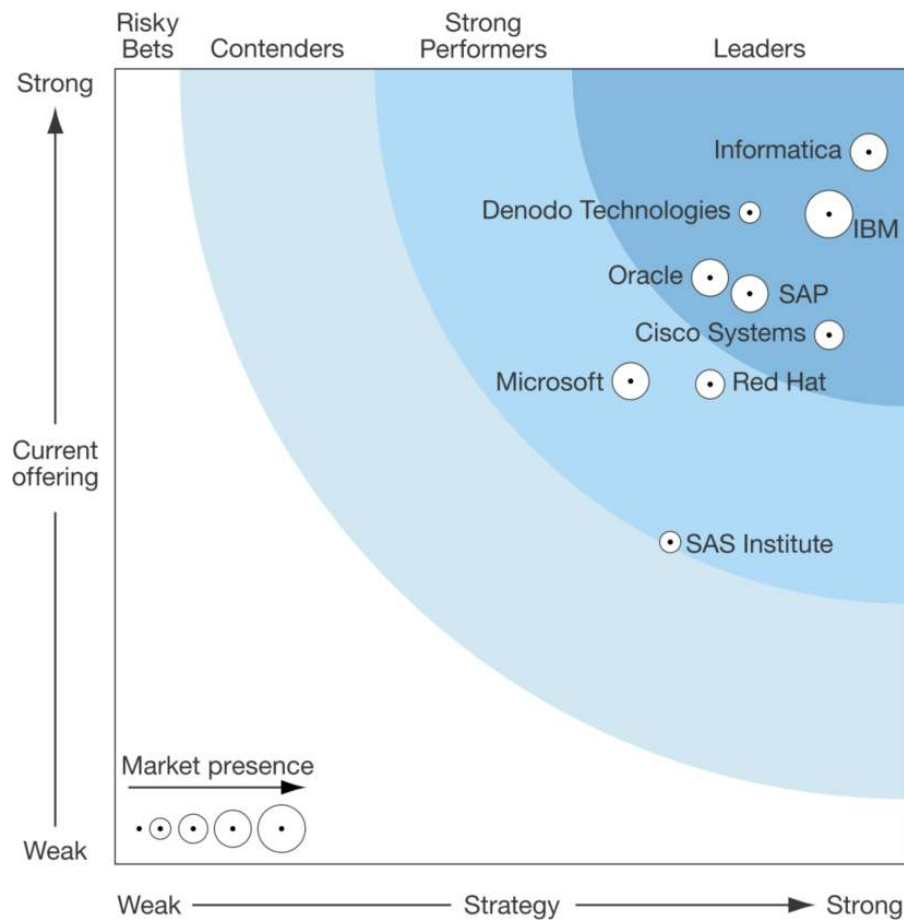 Risky
Bets
Contenders
Strong
Performers
Leaders
Strong
Informatica
Denodo Technologies
IBM
Oracle
SAP
Cisco Systems
Microsoft
Red Hat
Current
offering
SAS Institute
Market presence
Weak
Weak
Strategy
Strong